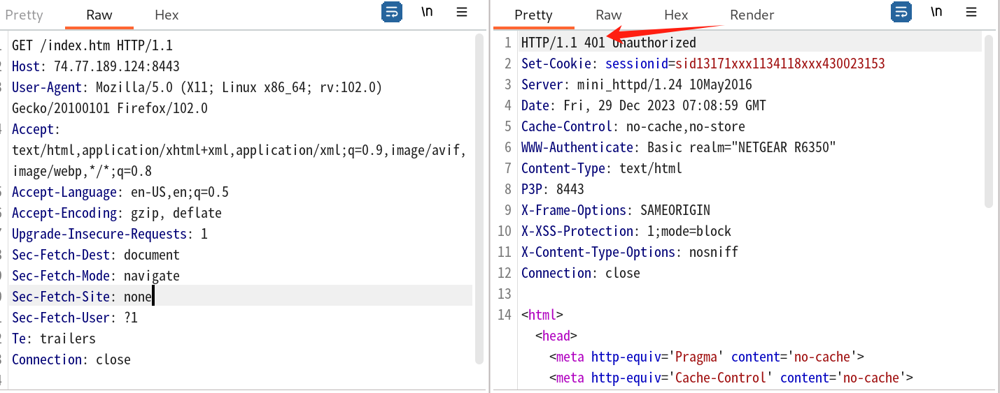 Pretty Raw Hex \n
GET /index.htm HTTP/1.1
Host: 74.77.189.124:8443
User-Agent: Mozilla/5.0 (X11; Linux x86_64; rv:102.0)
Gecko/20100101 Firefox/102.0
Accept:
text/html,application/xhtml+xml,application/xml;q=0.9,image/avif,
image/webp,*/*;q=0.8
Accept-Language: en-US,en;q=0.5
Accept-Encoding: gzip, deflate
Upgrade-Insecure-Requests: 1
Sec-Fetch-Dest: document
Sec-Fetch-Mode: navigate
Sec-Fetch-Site: none
Sec-Fetch-User: ?1
Te: trailers
Connection: close
Pretty Raw Hex Render \n
1 HTTP/1.1 401 Unauthorized
2 Set-Cookie: sessionid=sid13171xxx1134118xxx430023153
3 Server: mini_httpd/1.24 10May2016
4 Date: Fri, 29 Dec 2023 07:08:59 GMT
5 Cache-Control: no-cache,no-store
6 WWW-Authenticate: Basic realm="NETGEAR R6350"
7 Content-Type: text/html
8 P3P: 8443
9 X-Frame-Options: SAMEORIGIN
10 X-XSS-Protection: 1;mode=block
11 X-Content-Type-Options: nosniff
12 Connection: close
13
14 <html>
<head>
<meta http-equiv='Pragma' content='no-cache'>
<meta http-equiv='Cache-Control' content='no-cache'>